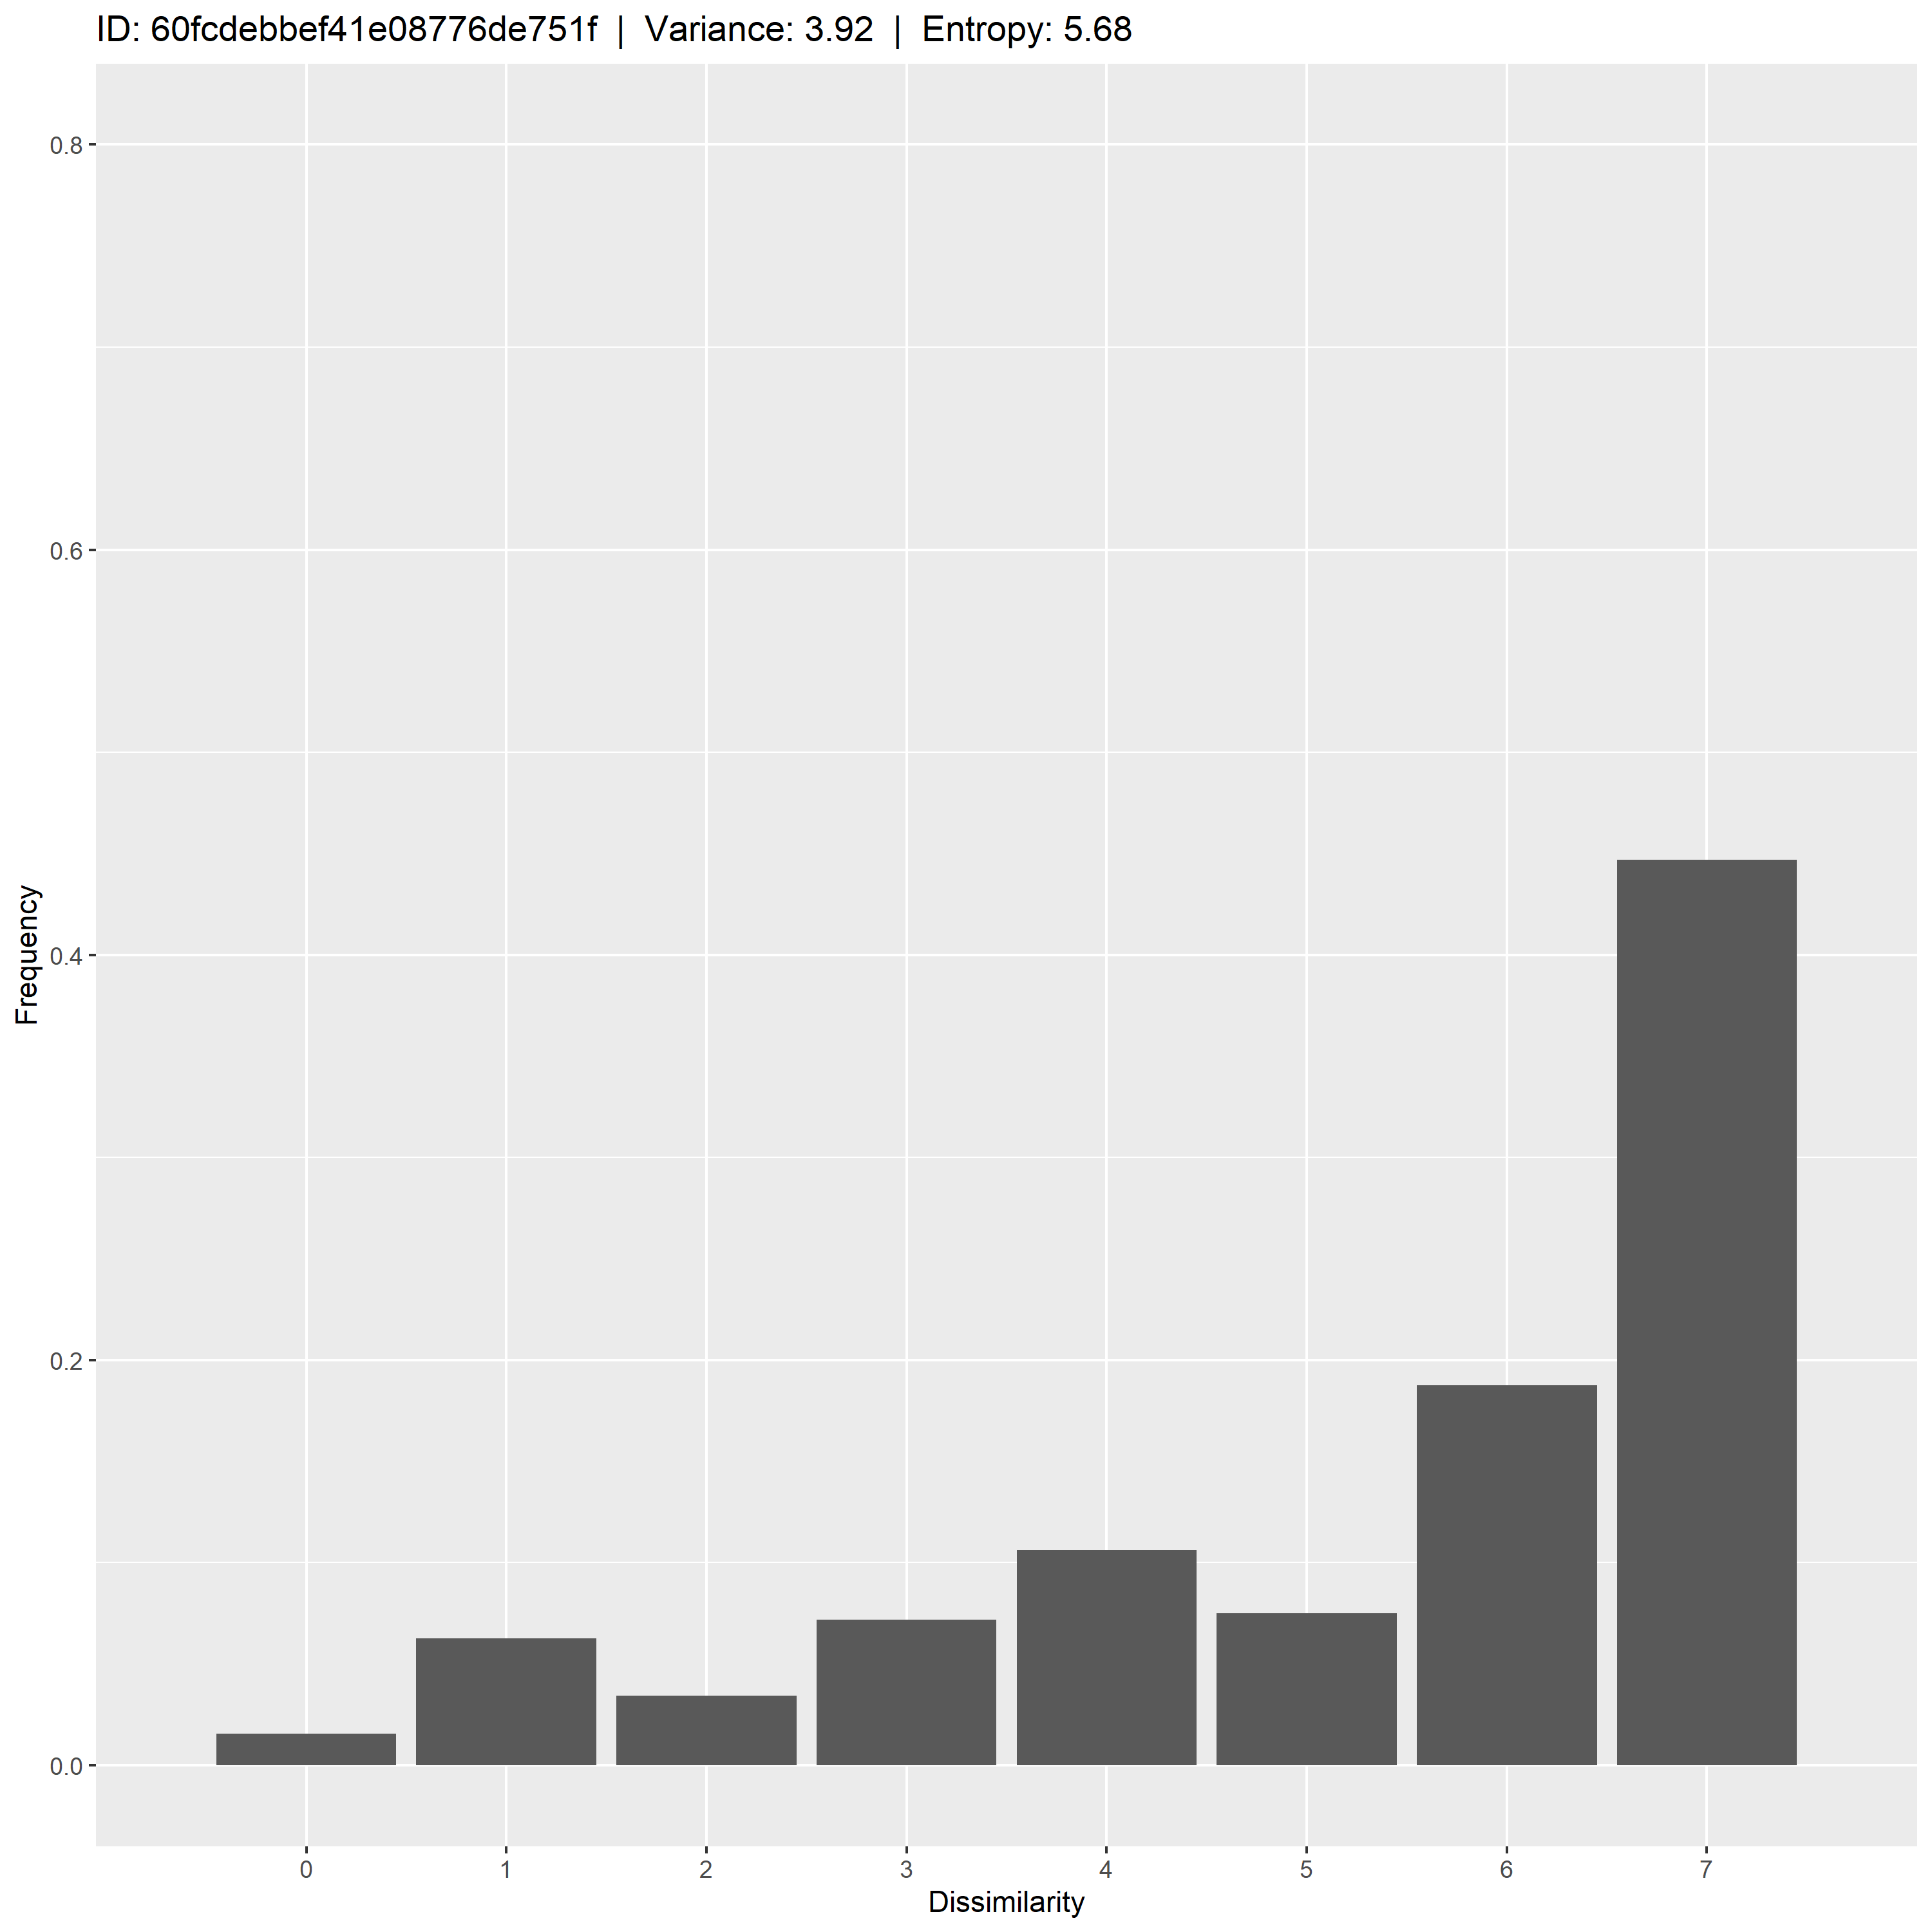 ID: 60fcdebbef41e08776de751f | Variance: 3.92 | Entropy: 5.68
Frequency
0.8
0.6
0.4
0.2
0.0
0 1 2 3 4 5 6 7
Dissimilarity